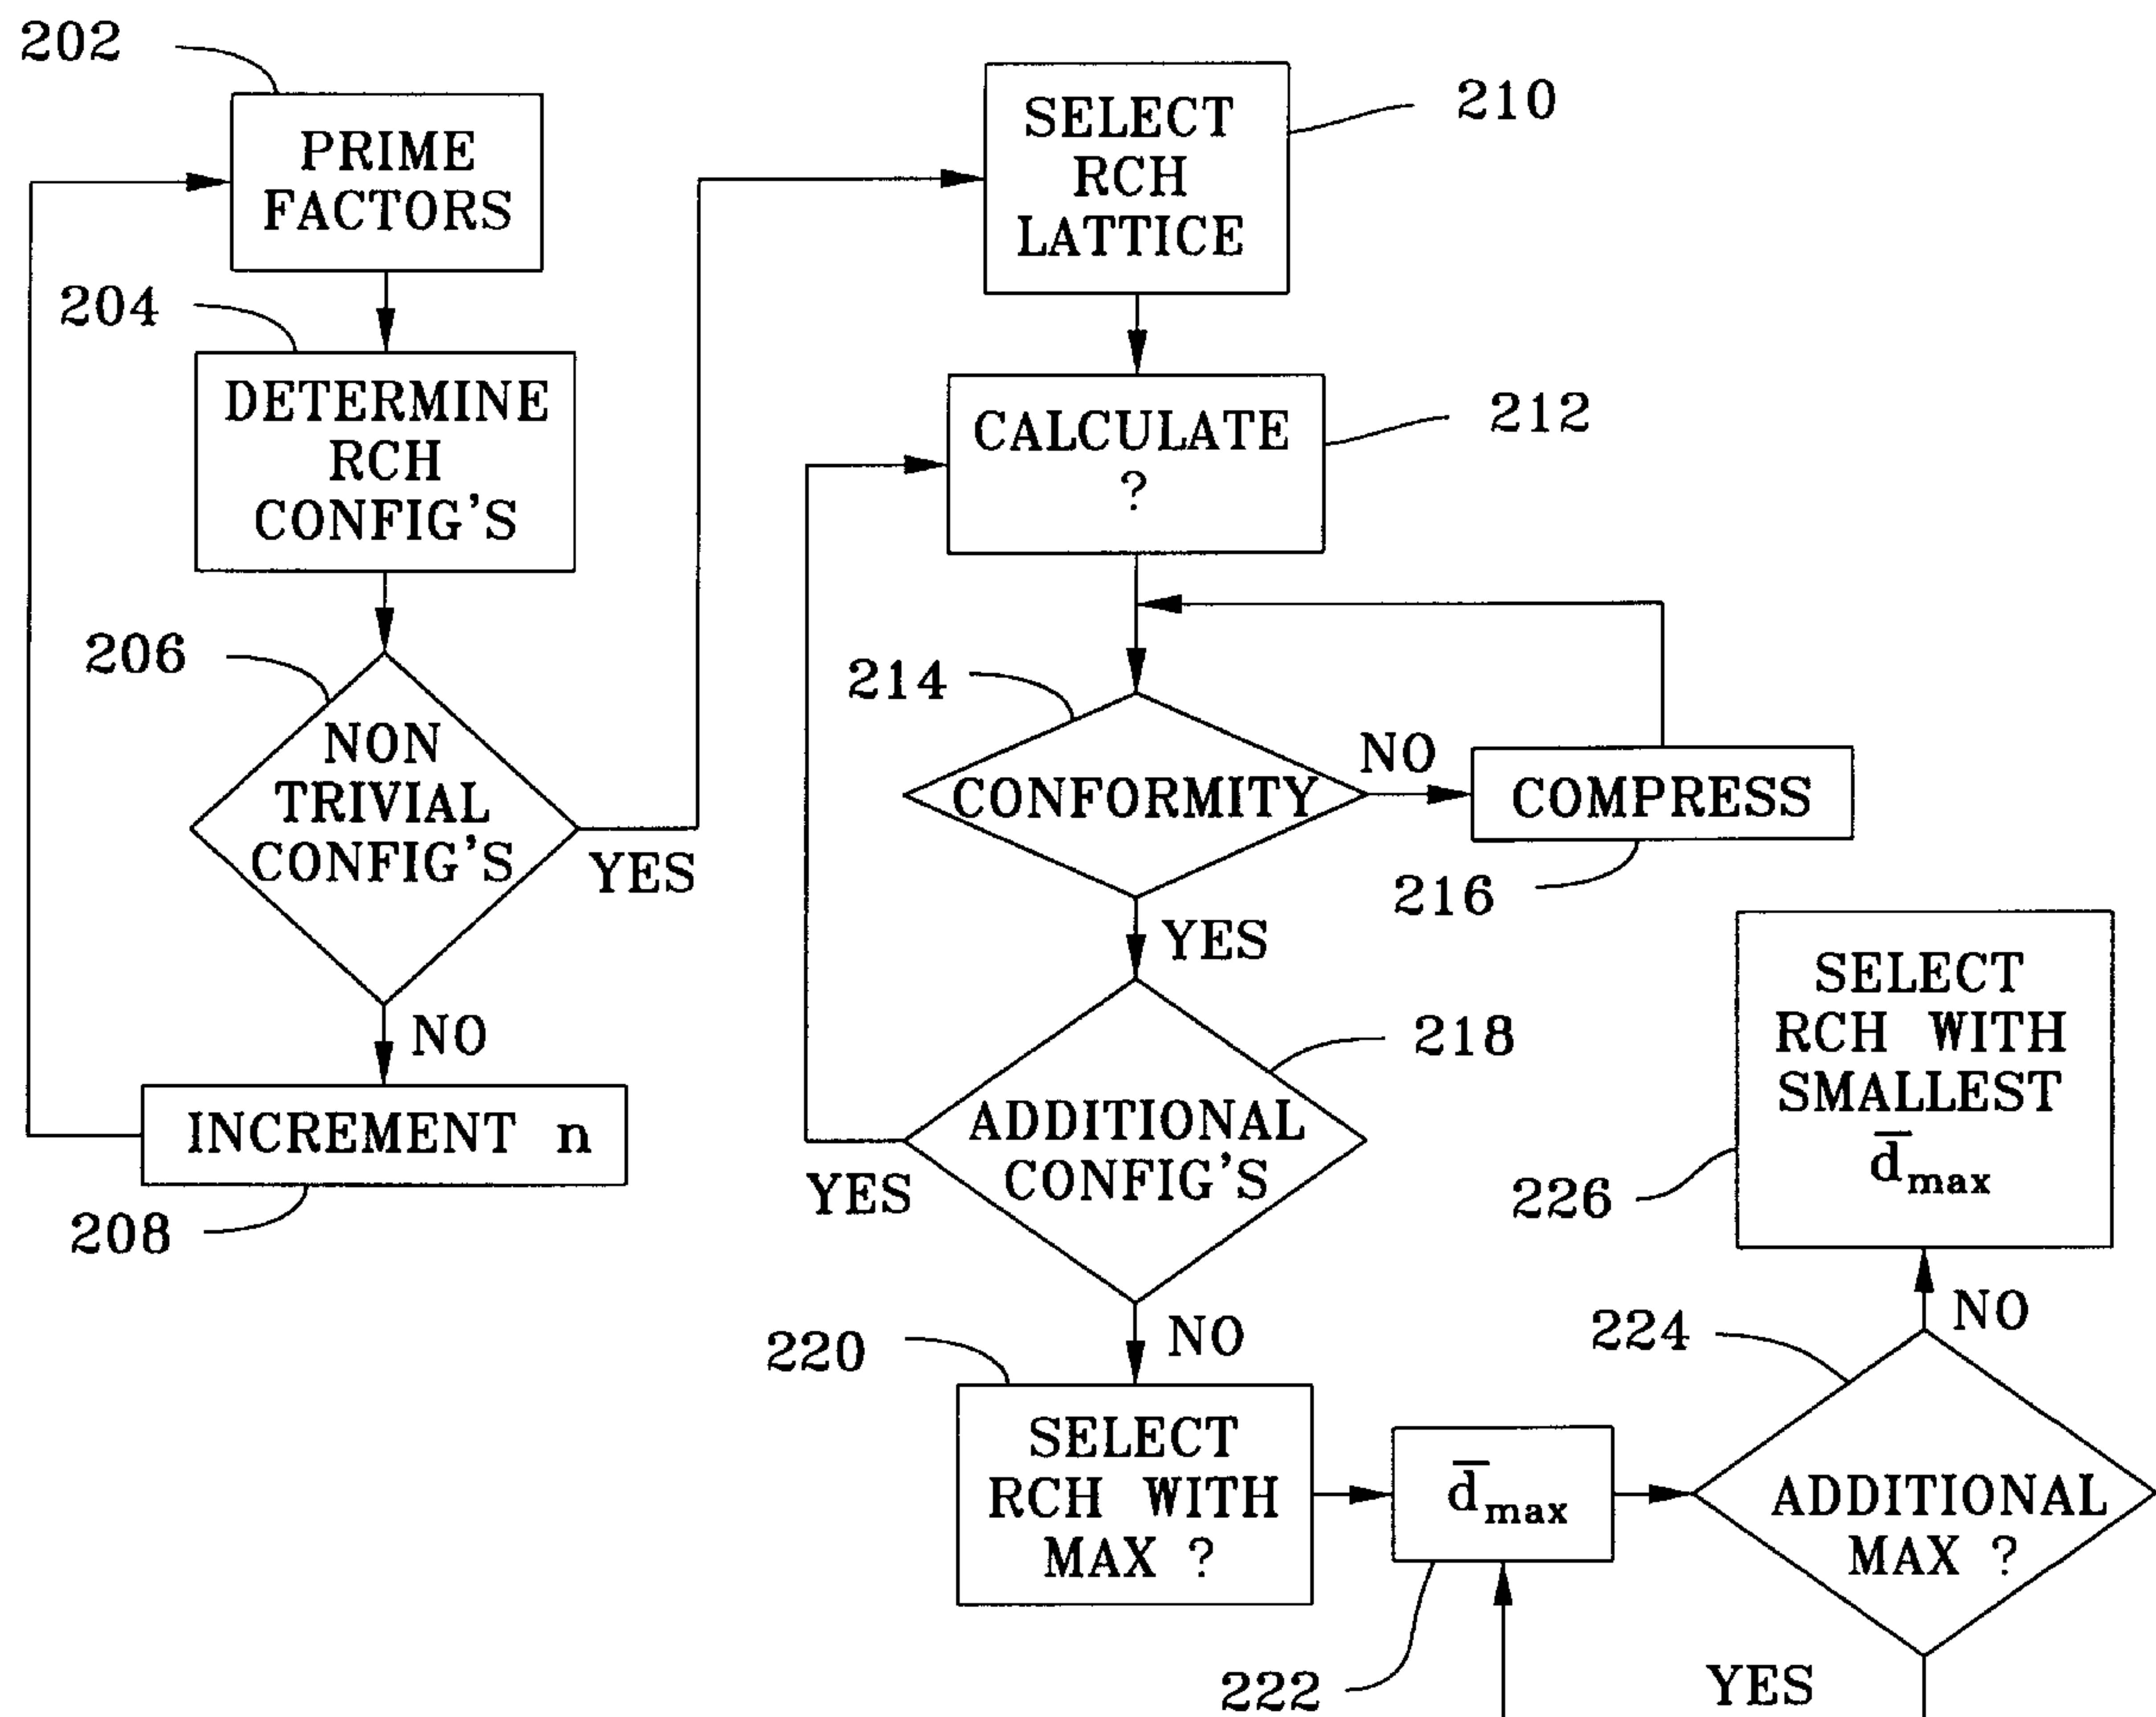 202
PRIME
FACTORS
204
DETERMINE
RCH
CONFIG'S
206
NON
TRIVIAL
CONFIG'S
YES
NO
INCREMENT n
208
SELECT
RCH
LATTICE
210
CALCULATE
?
212
214
CONFORMITY
NO
COMPRESS
216
YES
218
ADDITIONAL
CONFIG'S
YES
NO
220
SELECT
RCH WITH
MAX ?
d̅max
222
224
ADDITIONAL
MAX ?
YES
NO
SELECT
RCH WITH
SMALLEST
d̅max
226